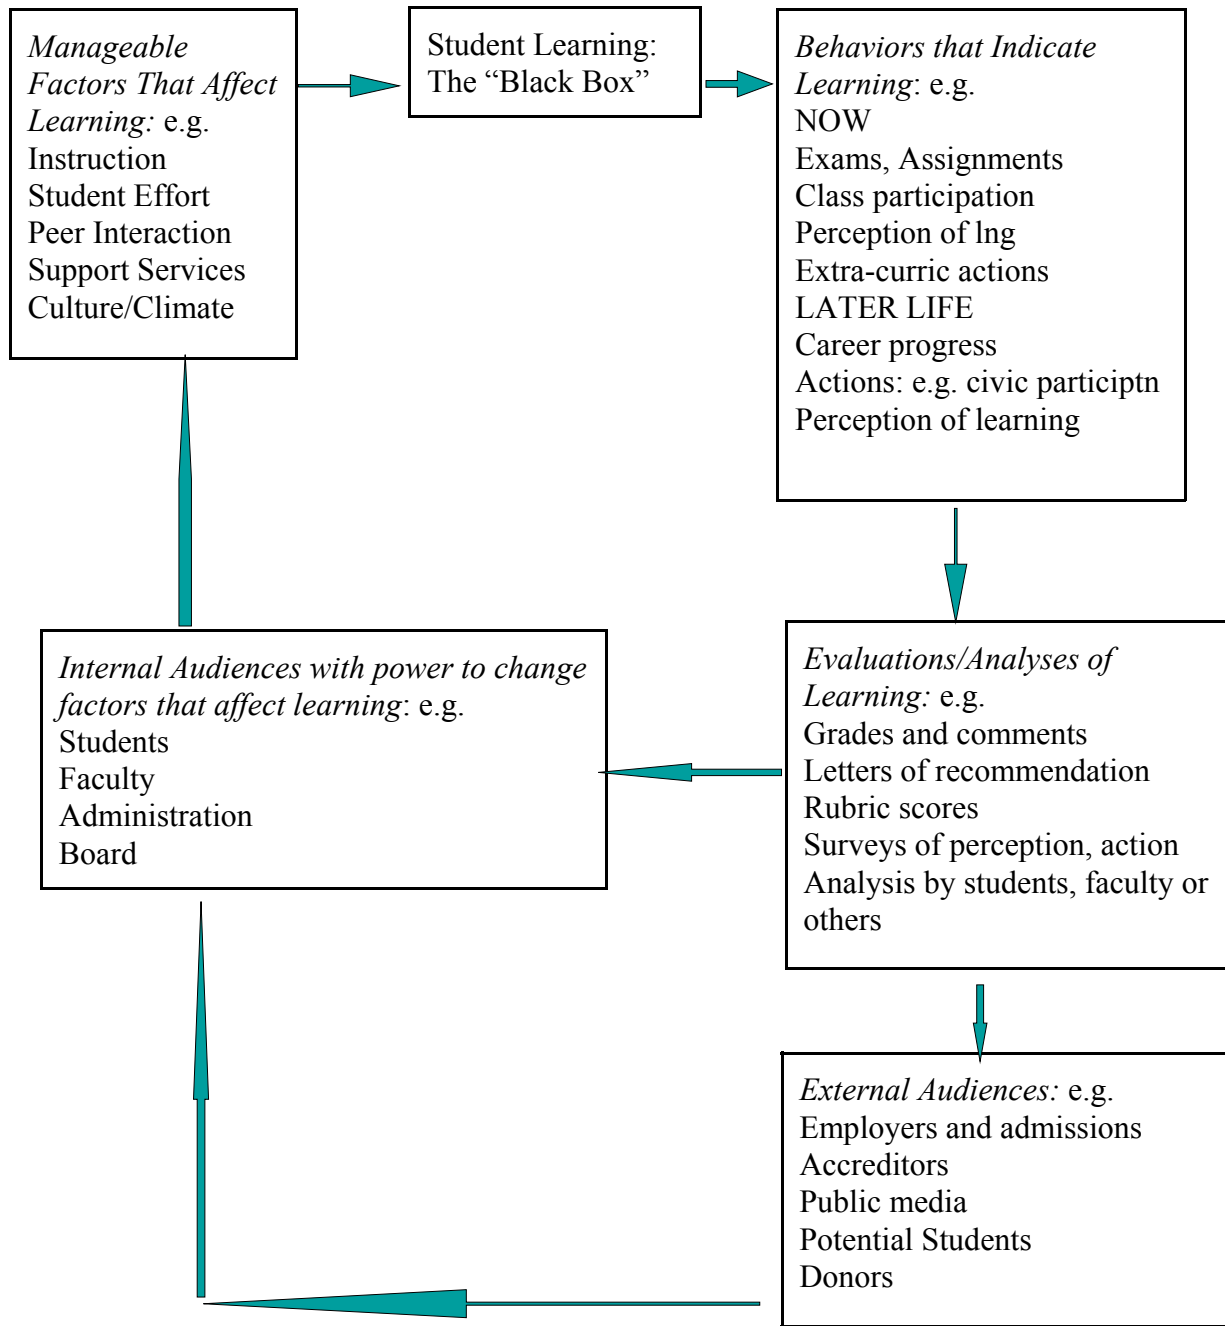 Manageable
Factors That Affect
Learning: e.g.
Instruction
Student Effort
Peer Interaction
Support Services
Culture/Climate
Student Learning:
The “Black Box”
Behaviors that Indicate
Learning: e.g.
NOW
Exams, Assignments
Class participation
Perception of lng
Extra-curric actions
LATER LIFE
Career progress
Actions: e.g. civic participtn
Perception of learning
Internal Audiences with power to change
factors that affect learning: e.g.
Students
Faculty
Administration
Board
Evaluations/Analyses of
Learning: e.g.
Grades and comments
Letters of recommendation
Rubric scores
Surveys of perception, action
Analysis by students, faculty or
others
External Audiences: e.g.
Employers and admissions
Accreditors
Public media
Potential Students
Donors